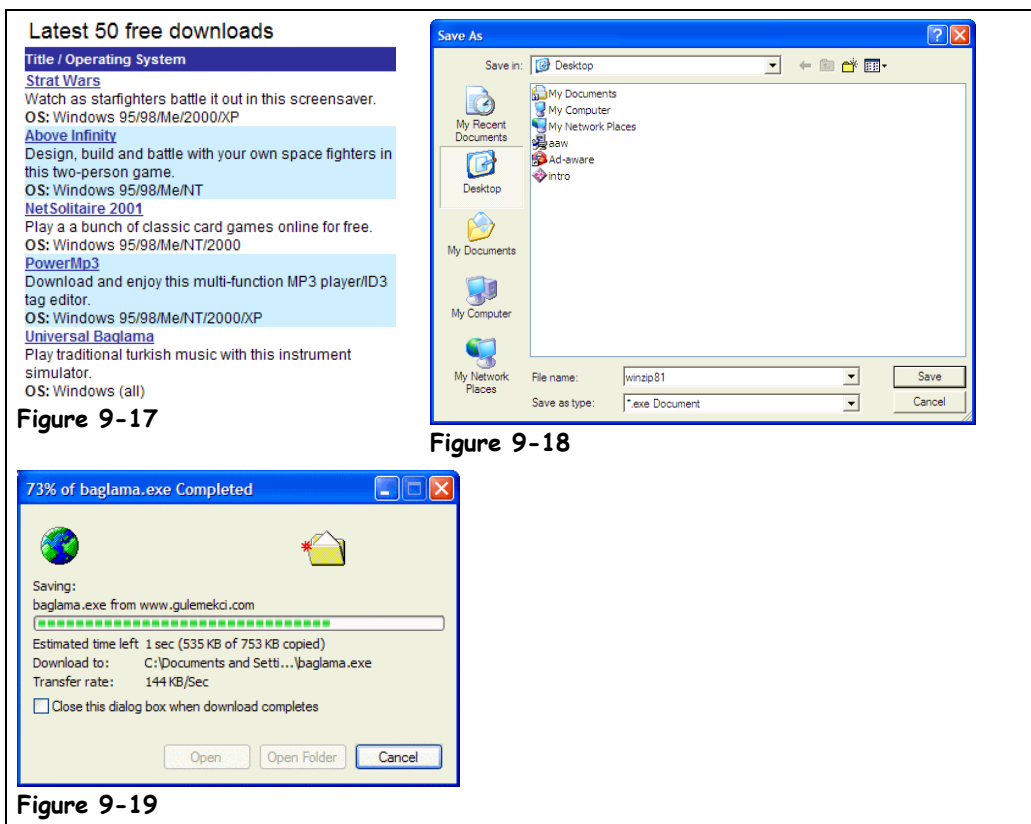 Latest 50 free downloads
Title / Operating System
Strat Wars
Watch as starfighters battle it out in this screensaver.
OS: Windows 95/98/Me/2000/XP
Above Infinity
Design, build and battle with your own space fighters in
this two-person game.
OS: Windows 95/98/Me/NT
NetSolitaire 2001
Play a a bunch of classic card games online for free.
OS: Windows 95/98/Me/NT/2000
PowerMp3
Download and enjoy this multi-function MP3 player/ID3
tag editor.
OS: Windows 95/98/Me/NT/2000/XP
Universal Baglama
Play traditional turkish music with this instrument
simulator.
OS: Windows (all)
Figure 9-17
Save As
Save in: Desktop
My Recent
Documents
Desktop
My Documents
My Computer
My Network
Places
My Documents
My Computer
My Network Places
aaw
Ad-aware
intro
File name: winzip81 Save
Save as type: *.exe Document Cancel
Figure 9-18
73% of baglama.exe Completed
Saving:
baglama.exe from www.gulemekci.com
Estimated time left 1 sec (535 KB of 753 KB copied)
Download to: C:\Documents and Setti...\baglama.exe
Transfer rate: 144 KB/Sec
Close this dialog box when download completes
Open Open Folder Cancel
Figure 9-19